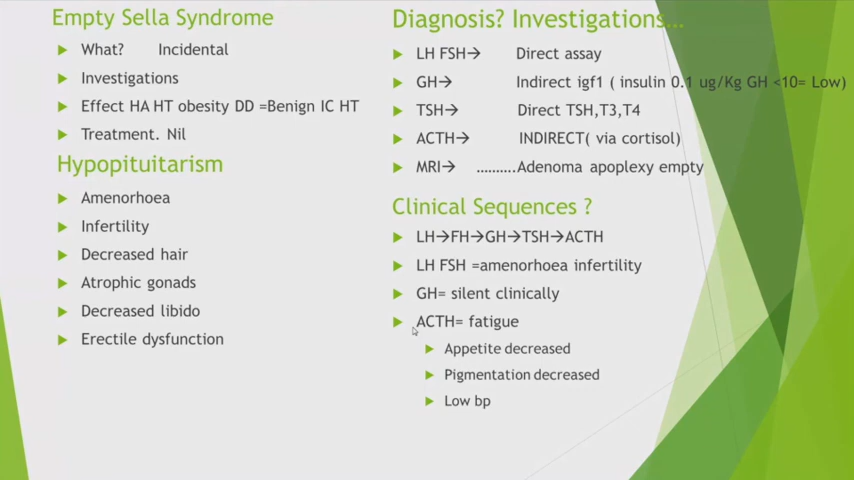 Empty Sella Syndrome
What? Incidental
Investigations
Effect HA HT obesity DD =Benign IC HT
Treatment. Nil
Hypopituitarism
Amenorhoea
Infertility
Decreased hair
Atrophic gonads
Decreased libido
Erectile dysfunction
Diagnosis? Investigations...
LH FSH→ Direct assay
GH→ Indirect igf1 ( insulin 0.1 ug/Kg GH <10= Low)
TSH→ Direct TSH,T3,T4
ACTH→ INDIRECT( via cortisol)
MRI→ ..........Adenoma apoplexy empty
Clinical Sequences ?
LH→FH→GH→TSH→ACTH
LH FSH =amenorhoea infertility
GH= silent clinically
ACTH= fatigue
Appetite decreased
Pigmentation decreased
Low bp